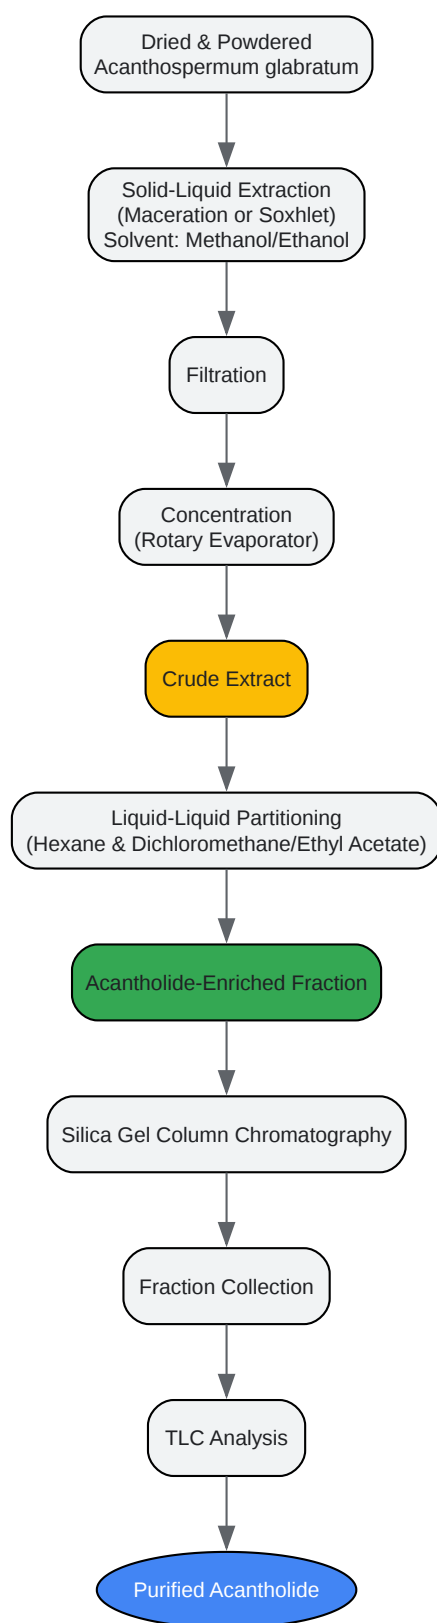 Dried & Powdered
Acanthospermum glabratum
Solid-Liquid Extraction
(Maceration or Soxhlet)
Solvent: Methanol/Ethanol
Filtration
Concentration
(Rotary Evaporator)
Crude Extract
Liquid-Liquid Partitioning
(Hexane & Dichloromethane/Ethyl Acetate)
Acantholide-Enriched Fraction
Silica Gel Column Chromatography
Fraction Collection
TLC Analysis
Purified Acantholide